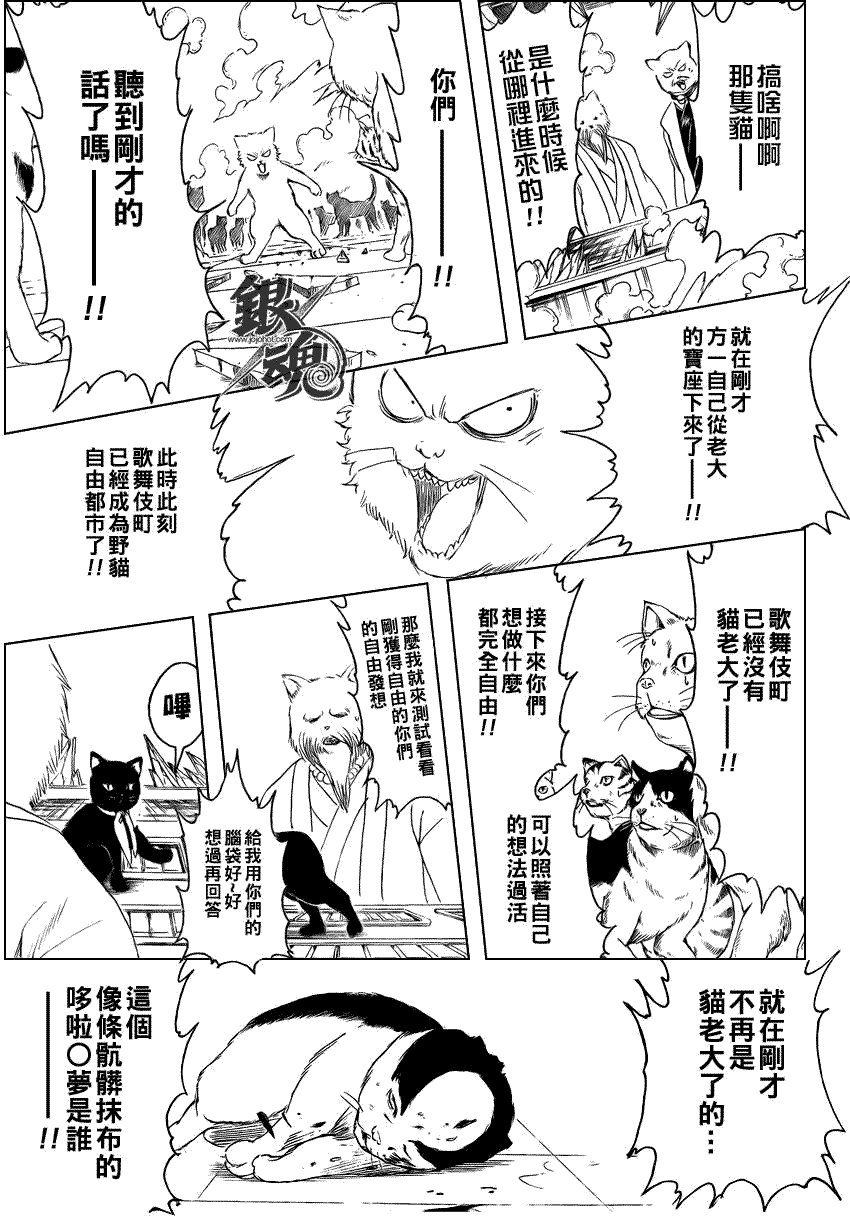 搞啥啊啊
那隻貓──
是什麼時候
從哪裡進來的!!
你們──!!
聽到剛才的
話了嗎──!!
銀魂
www.jojohot.com
就在剛才
方一自己從老大
的寶座下來了──!!
此時此刻
歌舞伎町
已經成為野貓
自由都市了!!
歌舞伎町
已經沒有
貓老大了──!!
接下來你們
想做什麼
都完全自由!!
可以照著自己
的想法過活
那麼我就來測試看看
剛獲得自由的你們
的自由發想
給我用你們的
腦袋好~好
想過再回答
嗶
就在剛才
不再是
貓老大了的…
這個
像條骯髒抹布的
哆啦○夢是誰──!!